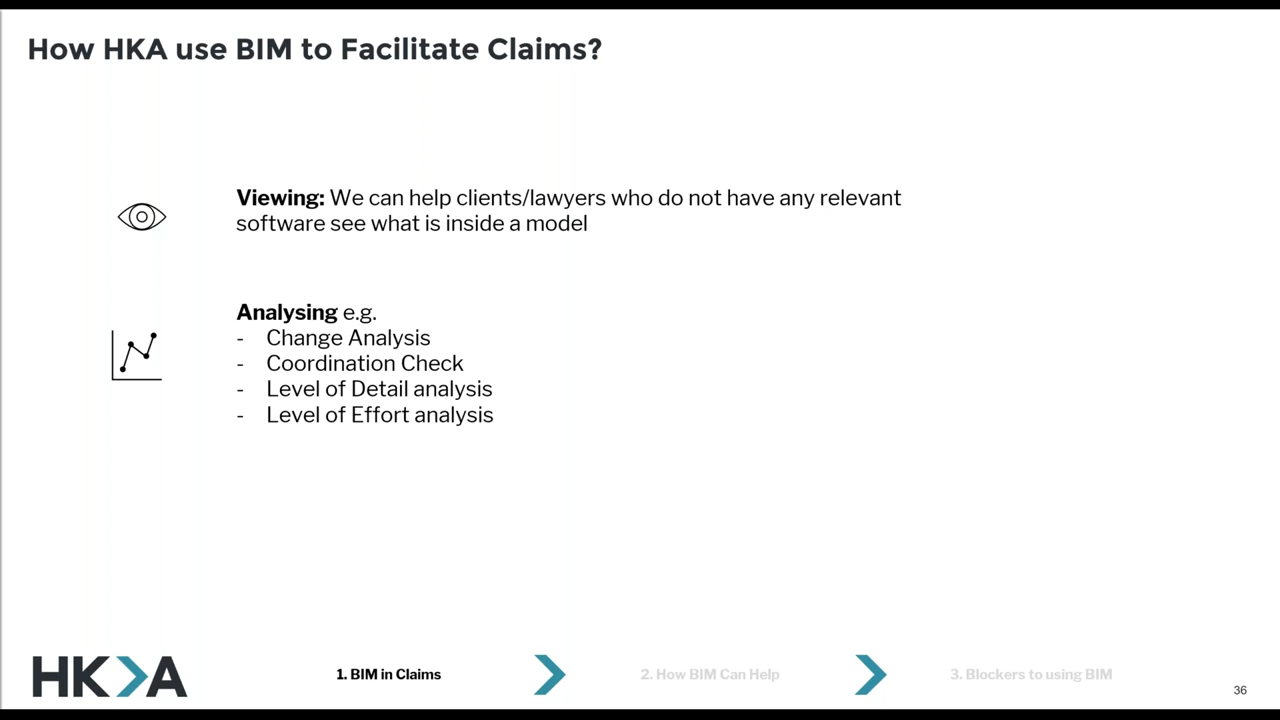 How HKA use BIM to Facilitate Claims?
Viewing: We can help clients/lawyers who do not have any relevant
software see what is inside a model
Analysing e.g.
- Change Analysis
- Coordination Check
- Level of Detail analysis
- Level of Effort analysis
HKA
1. BIM in Claims
2. How BIM Can Help
3. Blockers to using BIM
36